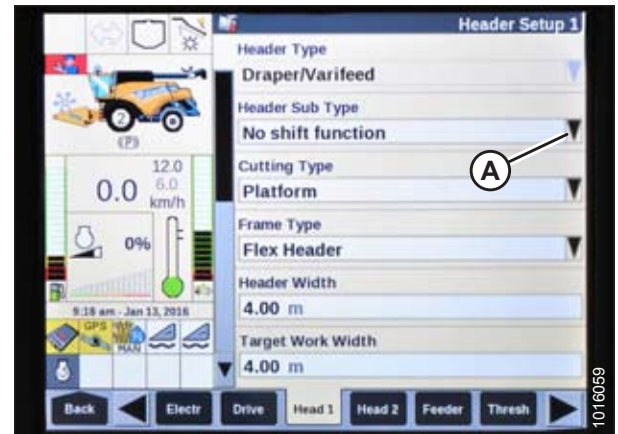 Header Setup 1
Header Type
Draper/Varifeed
Header Sub Type
No shift function
A
Cutting Type
Platform
Frame Type
Flex Header
Header Width
4.00 m
Target Work Width
4.00 m
2
(P)
12.0
6.0
0.0
km/h
0%
9:18 am - Jan 13, 2016
GPS
MAN
Back
Electr
Drive
Head 1
Head 2
Feeder
Thresh
1016059